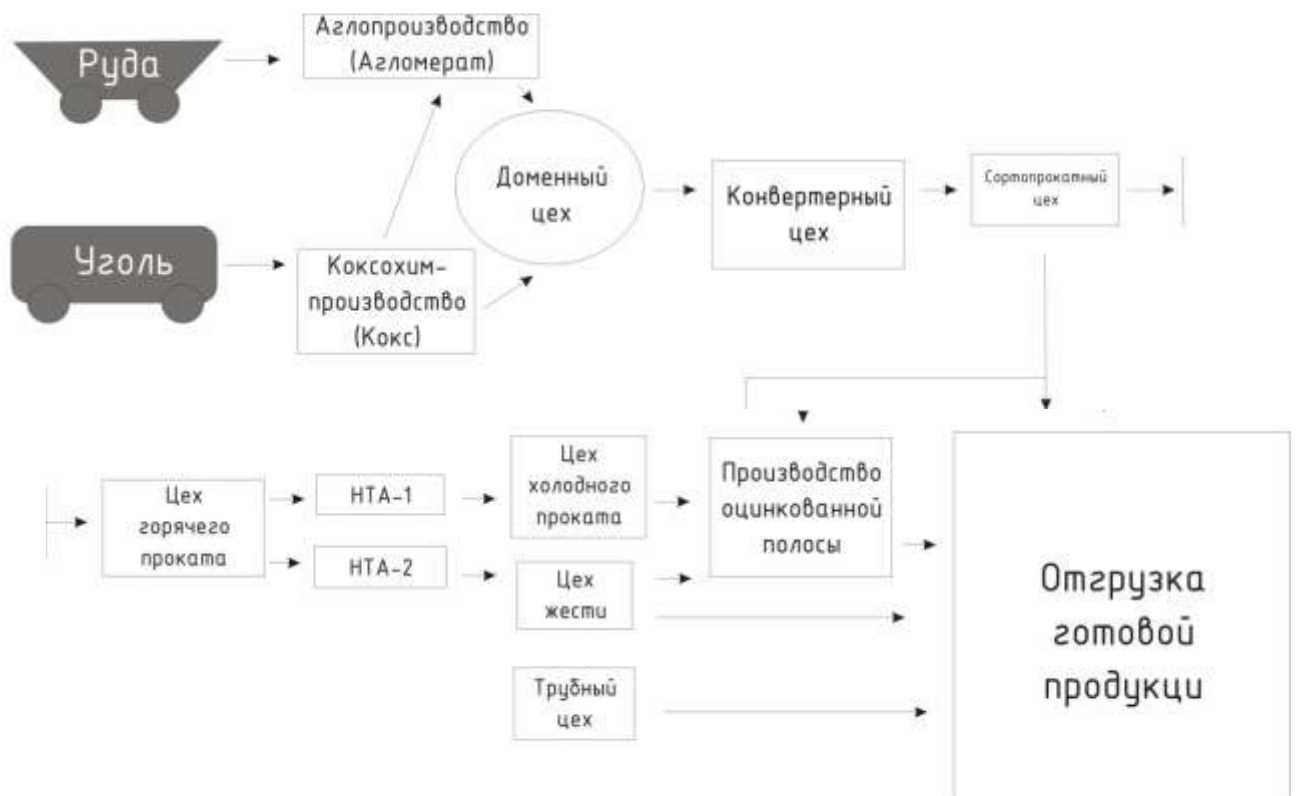 Руда
Аглопроизводство
(Агломерат)
Доменный
цех
Конвертерный
цех
Сортопрокатный
цех
Уголь
Коксохим-
производство
(Кокс)
Цех
горячего
проката
НТА-1
НТА-2
Цех
холодного
проката
Цех
жести
Трубный
цех
Производство
оцинкованной
полосы
Отгрузка
готовой
продукци